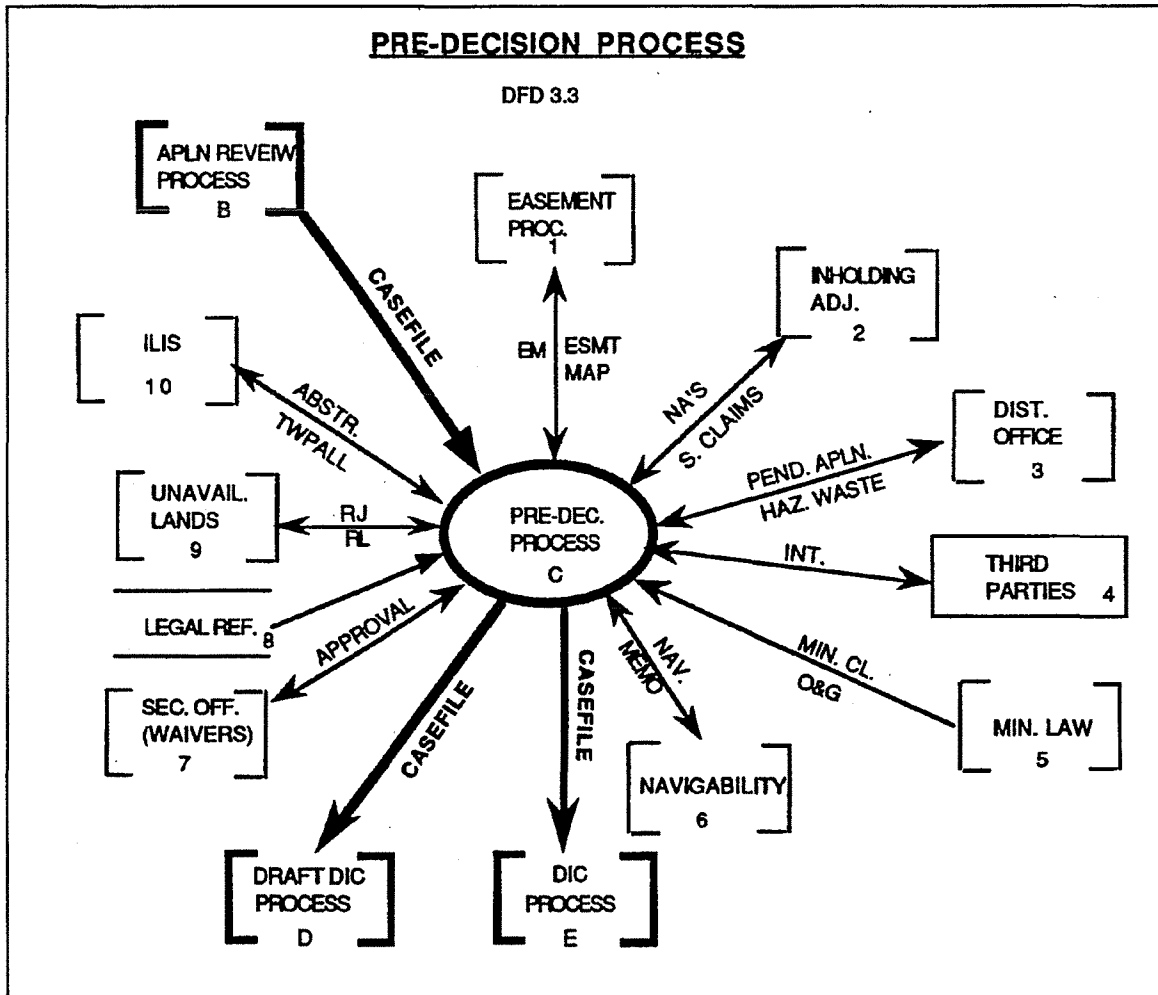 PRE-DECISION PROCESS
DFD 3.3
APLN REVEIW
PROCESS
B
EASEMENT
PROC.
1
INHOLDING
ADJ.
2
CASEFILE
ILIS
10
EM
ESMT
MAP
NA'S
S. CLAIMS
DIST.
OFFICE
3
ABSTR.
TWPALL
PEND. APLN.
HAZ. WASTE
UNAVAIL.
LANDS
9
RJ
RL
PRE-DEC.
PROCESS
C
INT.
THIRD
PARTIES
4
LEGAL REF.
8
APPROVAL
MIN. CL.
O&G
NAV.
MEMO
SEC. OFF.
(WAIVERS)
7
CASEFILE
CASEFILE
MIN. LAW
5
NAVIGABILITY
6
DRAFT DIC
PROCESS
D
DIC
PROCESS
E